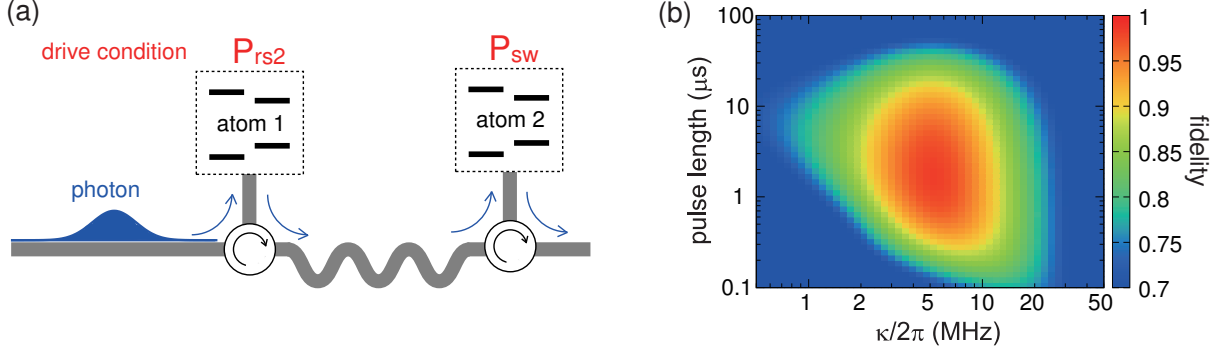 (a)
drive condition
Prs2
Psw
atom 1
atom 2
photon
(b)
100
10
1
0.1
pulse length (μs)
1 2 5 10 20 50
κ/2π (MHz)
1
0.95
0.9
0.85
0.8
0.75
0.7
fidelity